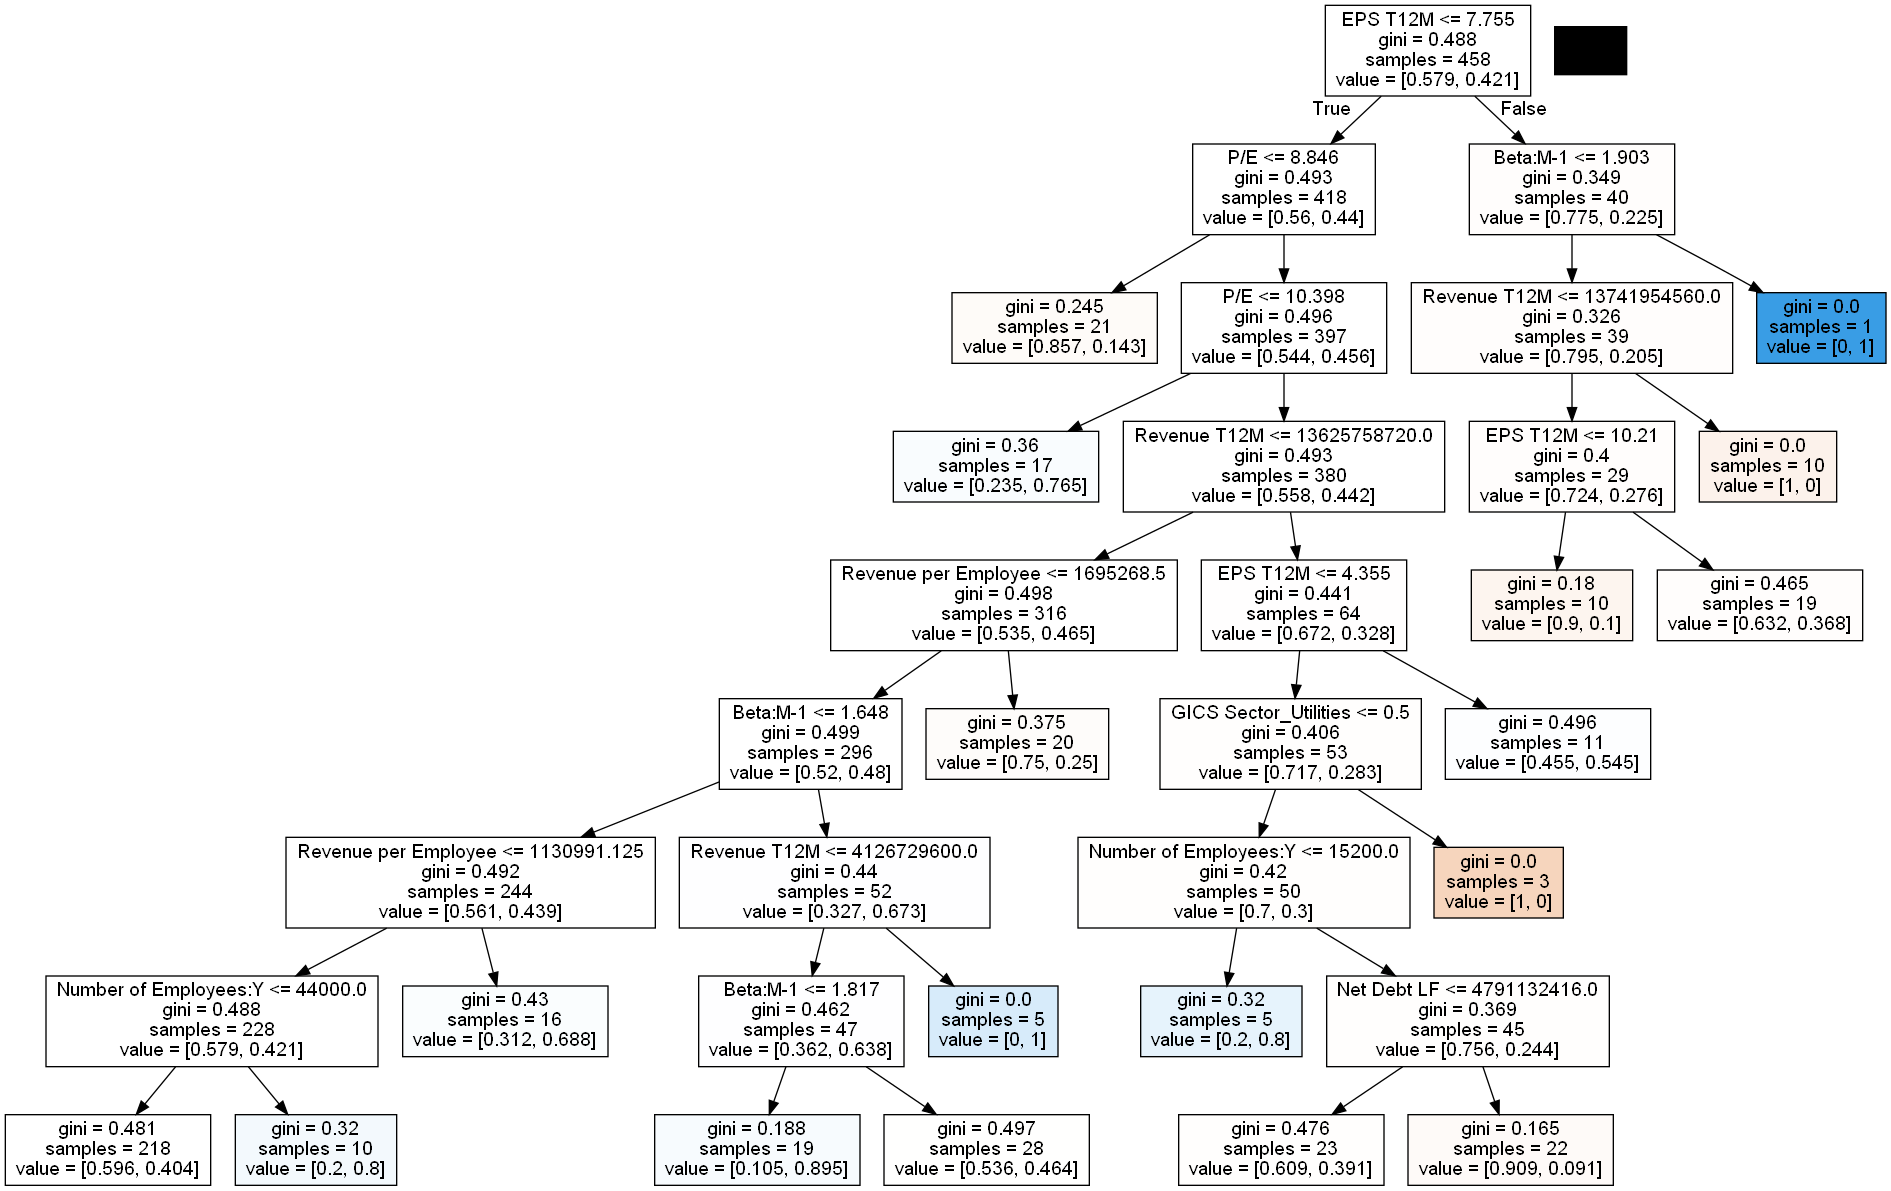 EPS T12M <= 7.755
gini = 0.488
samples = 458
value = [0.579, 0.421]
True
False
P/E <= 8.846
gini = 0.493
samples = 418
value = [0.56, 0.44]
Beta:M-1 <= 1.903
gini = 0.349
samples = 40
value = [0.775, 0.225]
gini = 0.245
samples = 21
value = [0.857, 0.143]
P/E <= 10.398
gini = 0.496
samples = 397
value = [0.544, 0.456]
Revenue T12M <= 13741954560.0
gini = 0.326
samples = 39
value = [0.795, 0.205]
gini = 0.0
samples = 1
value = [0, 1]
gini = 0.36
samples = 17
value = [0.235, 0.765]
Revenue T12M <= 13625758720.0
gini = 0.493
samples = 380
value = [0.558, 0.442]
EPS T12M <= 10.21
gini = 0.4
samples = 29
value = [0.724, 0.276]
gini = 0.0
samples = 10
value = [1, 0]
Revenue per Employee <= 1695268.5
gini = 0.498
samples = 316
value = [0.535, 0.465]
EPS T12M <= 4.355
gini = 0.441
samples = 64
value = [0.672, 0.328]
gini = 0.18
samples = 10
value = [0.9, 0.1]
gini = 0.465
samples = 19
value = [0.632, 0.368]
Beta:M-1 <= 1.648
gini = 0.499
samples = 296
value = [0.52, 0.48]
gini = 0.375
samples = 20
value = [0.75, 0.25]
GICS Sector_Utilities <= 0.5
gini = 0.406
samples = 53
value = [0.717, 0.283]
gini = 0.496
samples = 11
value = [0.455, 0.545]
Revenue per Employee <= 1130991.125
gini = 0.492
samples = 244
value = [0.561, 0.439]
Revenue T12M <= 4126729600.0
gini = 0.44
samples = 52
value = [0.327, 0.673]
Number of Employees:Y <= 15200.0
gini = 0.42
samples = 50
value = [0.7, 0.3]
gini = 0.0
samples = 3
value = [1, 0]
Number of Employees:Y <= 44000.0
gini = 0.488
samples = 228
value = [0.579, 0.421]
gini = 0.43
samples = 16
value = [0.312, 0.688]
Beta:M-1 <= 1.817
gini = 0.462
samples = 47
value = [0.362, 0.638]
gini = 0.0
samples = 5
value = [0, 1]
gini = 0.32
samples = 5
value = [0.2, 0.8]
Net Debt LF <= 4791132416.0
gini = 0.369
samples = 45
value = [0.756, 0.244]
gini = 0.481
samples = 218
value = [0.596, 0.404]
gini = 0.32
samples = 10
value = [0.2, 0.8]
gini = 0.188
samples = 19
value = [0.105, 0.895]
gini = 0.497
samples = 28
value = [0.536, 0.464]
gini = 0.476
samples = 23
value = [0.609, 0.391]
gini = 0.165
samples = 22
value = [0.909, 0.091]